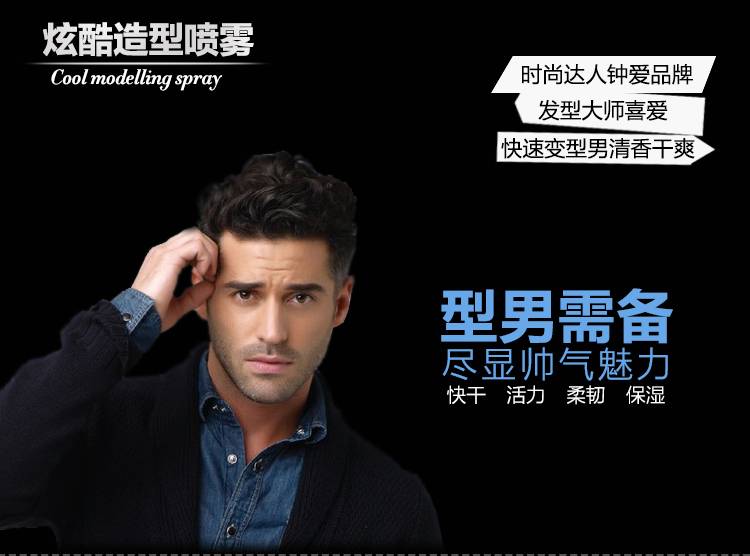 炫酷造型喷雾
Cool modelling spray
时尚达人钟爱品牌
发型大师喜爱
快速变型男清香干爽
型男需备
尽显帅气魅力
快干 活力 柔韧 保湿